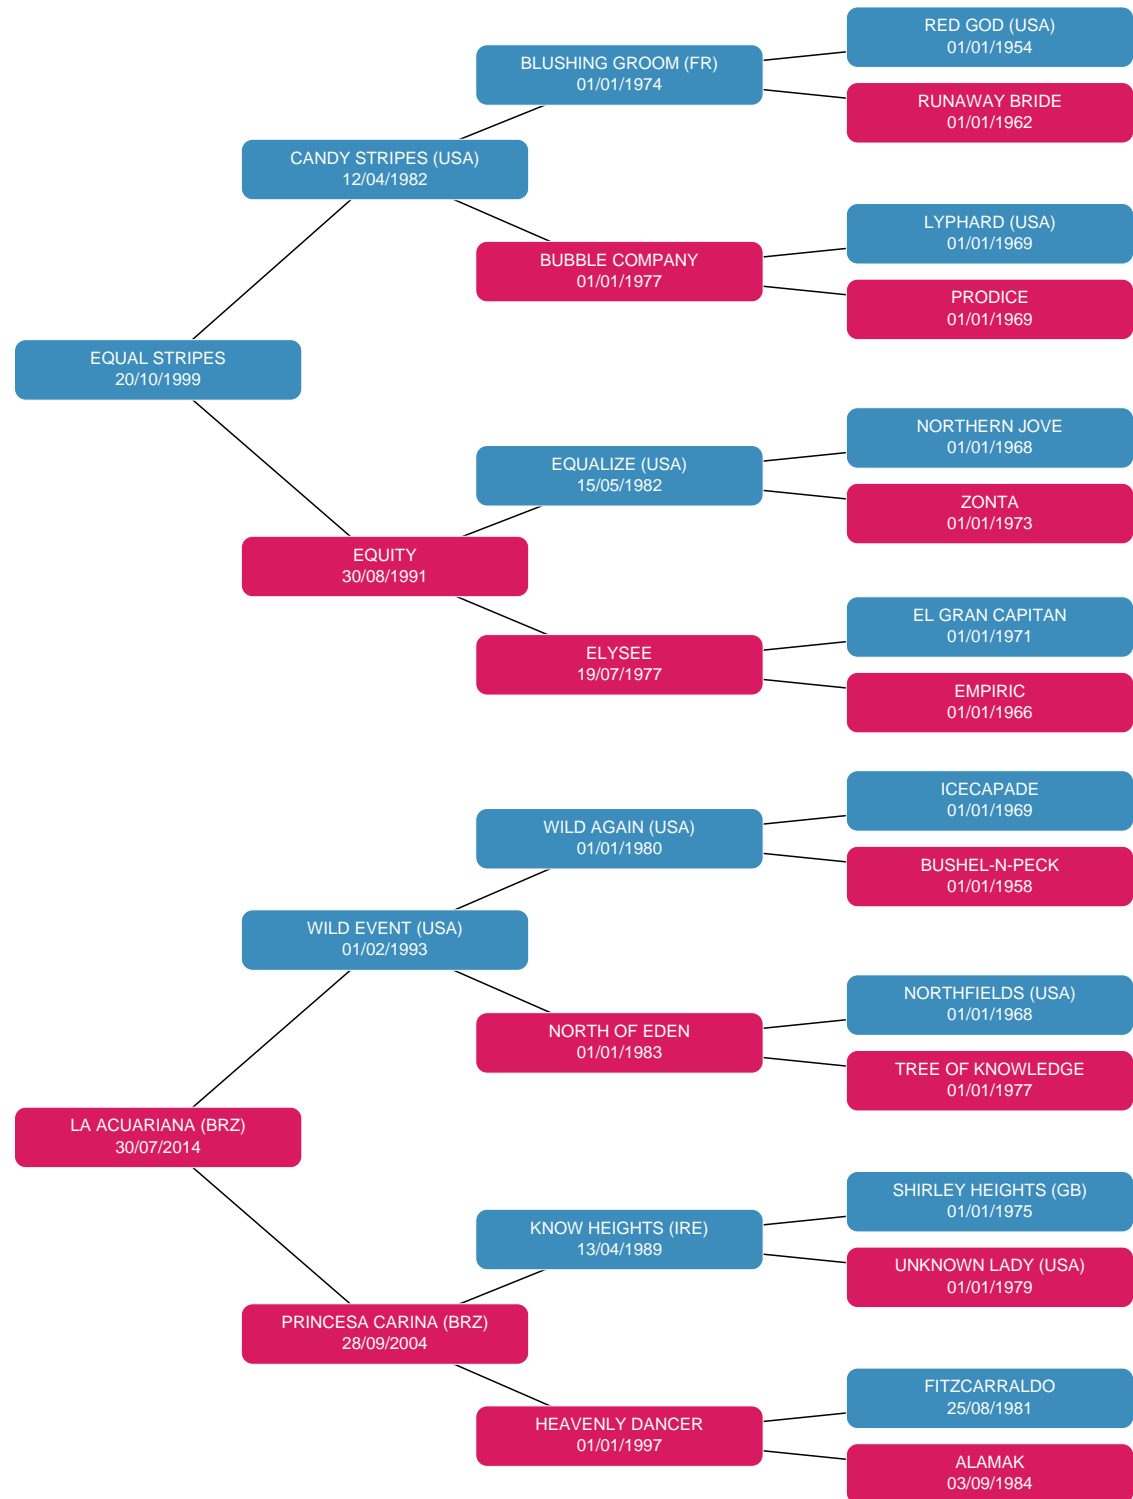 RED GOD (USA)
01/01/1954
BLUSHING GROOM (FR)
01/01/1974
RUNAWAY BRIDE
01/01/1962
CANDY STRIPES (USA)
12/04/1982
LYPHARD (USA)
01/01/1969
BUBBLE COMPANY
01/01/1977
PRODICE
01/01/1969
EQUAL STRIPES
20/10/1999
NORTHERN JOVE
01/01/1968
EQUALIZE (USA)
15/05/1982
ZONTA
01/01/1973
EQUITY
30/08/1991
EL GRAN CAPITAN
01/01/1971
ELYSEE
19/07/1977
EMPIRIC
01/01/1966
ICECAPADE
01/01/1969
WILD AGAIN (USA)
01/01/1980
BUSHEL-N-PECK
01/01/1958
WILD EVENT (USA)
01/02/1993
NORTHFIELDS (USA)
01/01/1968
NORTH OF EDEN
01/01/1983
TREE OF KNOWLEDGE
01/01/1977
LA ACUARIANA (BRZ)
30/07/2014
SHIRLEY HEIGHTS (GB)
01/01/1975
KNOW HEIGHTS (IRE)
13/04/1989
UNKNOWN LADY (USA)
01/01/1979
PRINCESA CARINA (BRZ)
28/09/2004
FITZCARRALDO
25/08/1981
HEAVENLY DANCER
01/01/1997
ALAMAK
03/09/1984